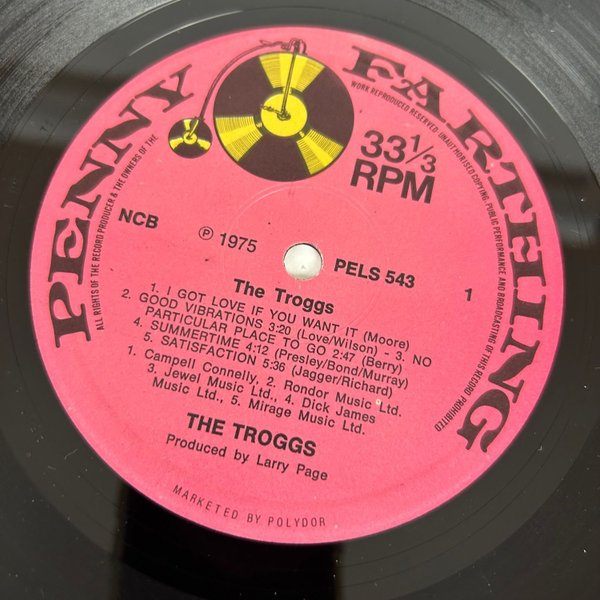 PENNY FARTHING
ALL RIGHTS OF THE RECORD PRODUCER & THE OWNERS OF THE
WORK REPRODUCED RESERVED. UNAUTHORISED COPYING, PUBLIC PERFORMANCE AND BROADCASTING OF THIS RECORD PROHIBITED
33 1/3
RPM
NCB
Ⓟ 1975
PELS 543
1
The Troggs
1. I GOT LOVE IF YOU WANT IT (Moore)
2. GOOD VIBRATIONS 3:20 (Love/Wilson) - 3. NO
PARTICULAR PLACE TO GO 2:47 (Berry)
4. SUMMERTIME 4:12 (Presley/Bond/Murray)
5. SATISFACTION 5:36 (Jagger/Richard)
1. Campell Connelly, 2. Rondor Music Ltd.
3. Jewel Music Ltd., 4. Dick James
Music Ltd., 5. Mirage Music Ltd.
THE TROGGS
Produced by Larry Page
MARKETED BY POLYDOR